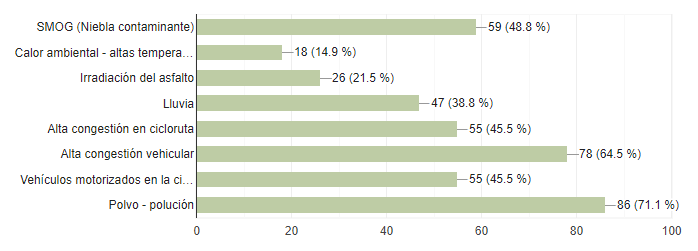 SMOG (Niebla contaminante) 59 (48.8 %)
Calor ambiental - altas tempera… 18 (14.9 %)
Irradiación del asfalto 26 (21.5 %)
Lluvia 47 (38.8 %)
Alta congestión en cicloruta 55 (45.5 %)
Alta congestión vehicular 78 (64.5 %)
Vehículos motorizados en la ci… 55 (45.5 %)
Polvo - polución 86 (71.1 %)
0 20 40 60 80 100